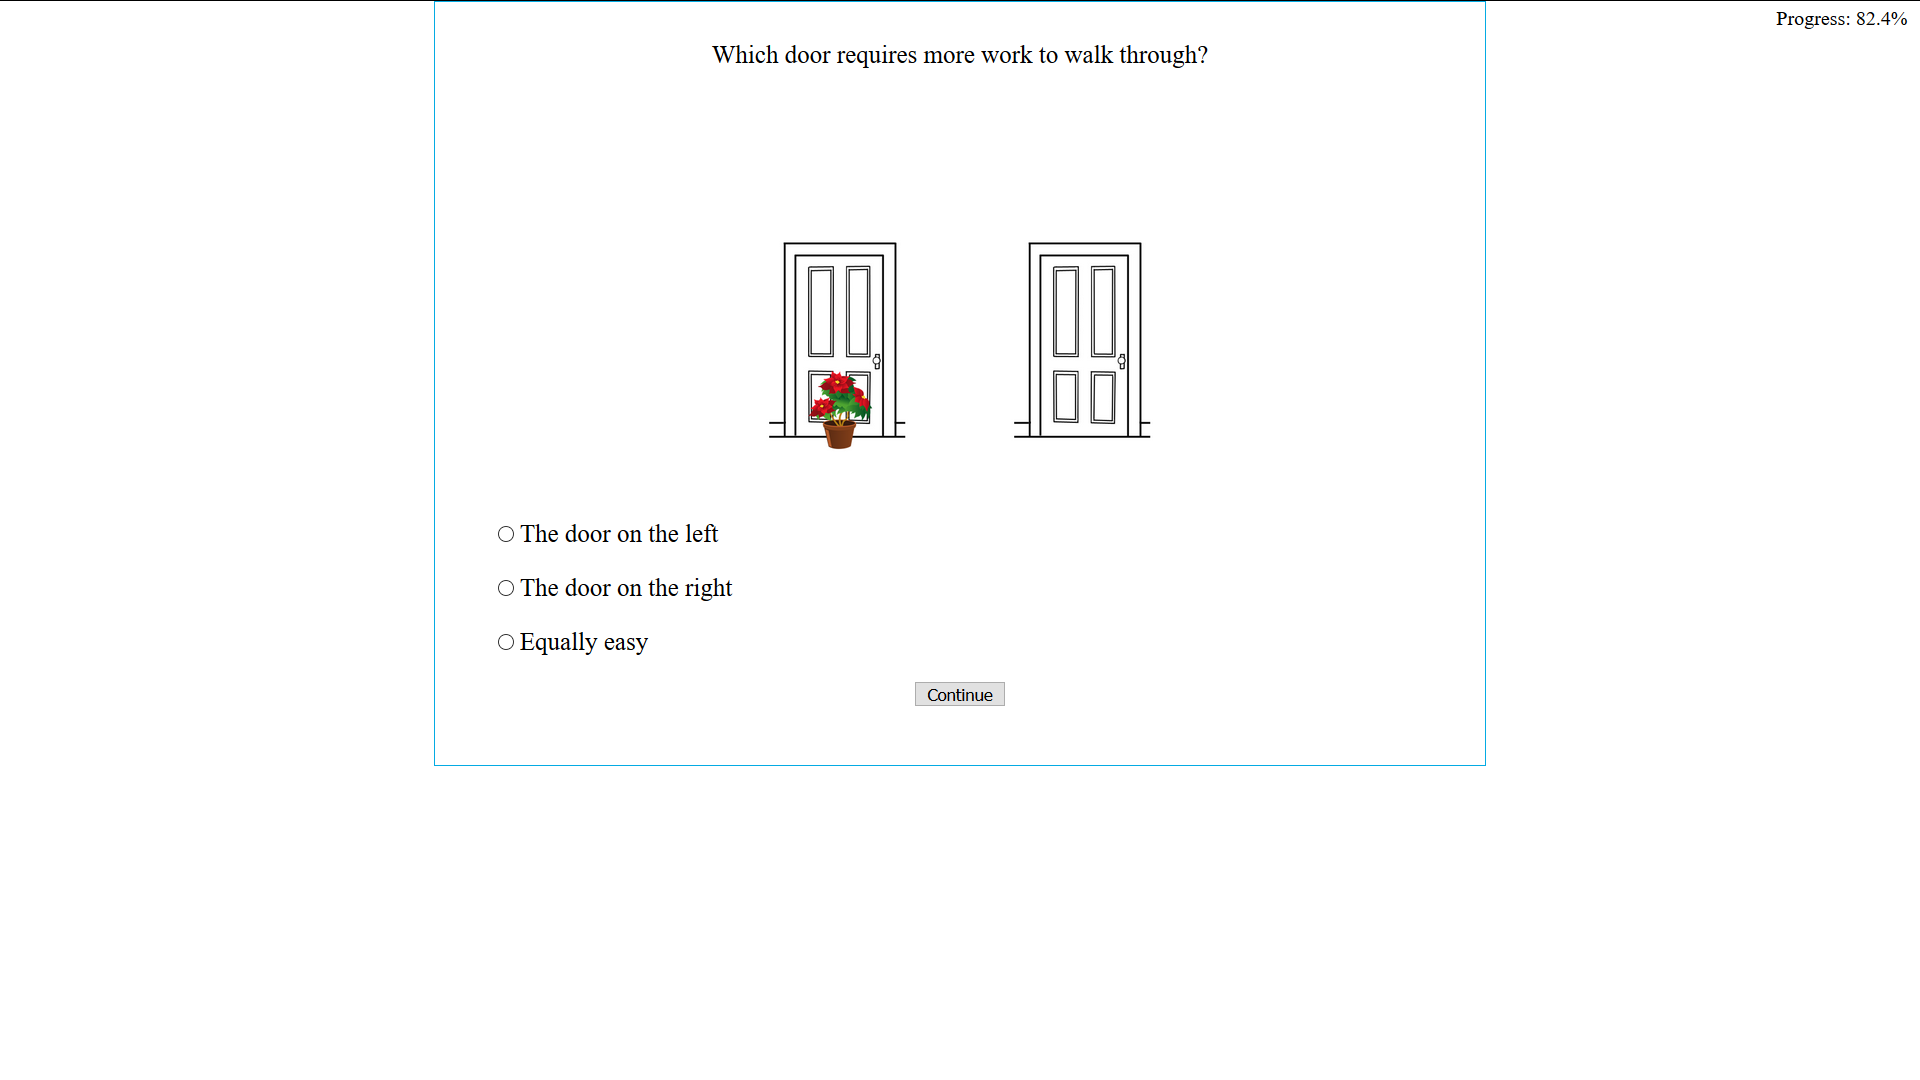 Progress: 82.4%
Which door requires more work to walk through?
The door on the left
The door on the right
Equally easy
Continue